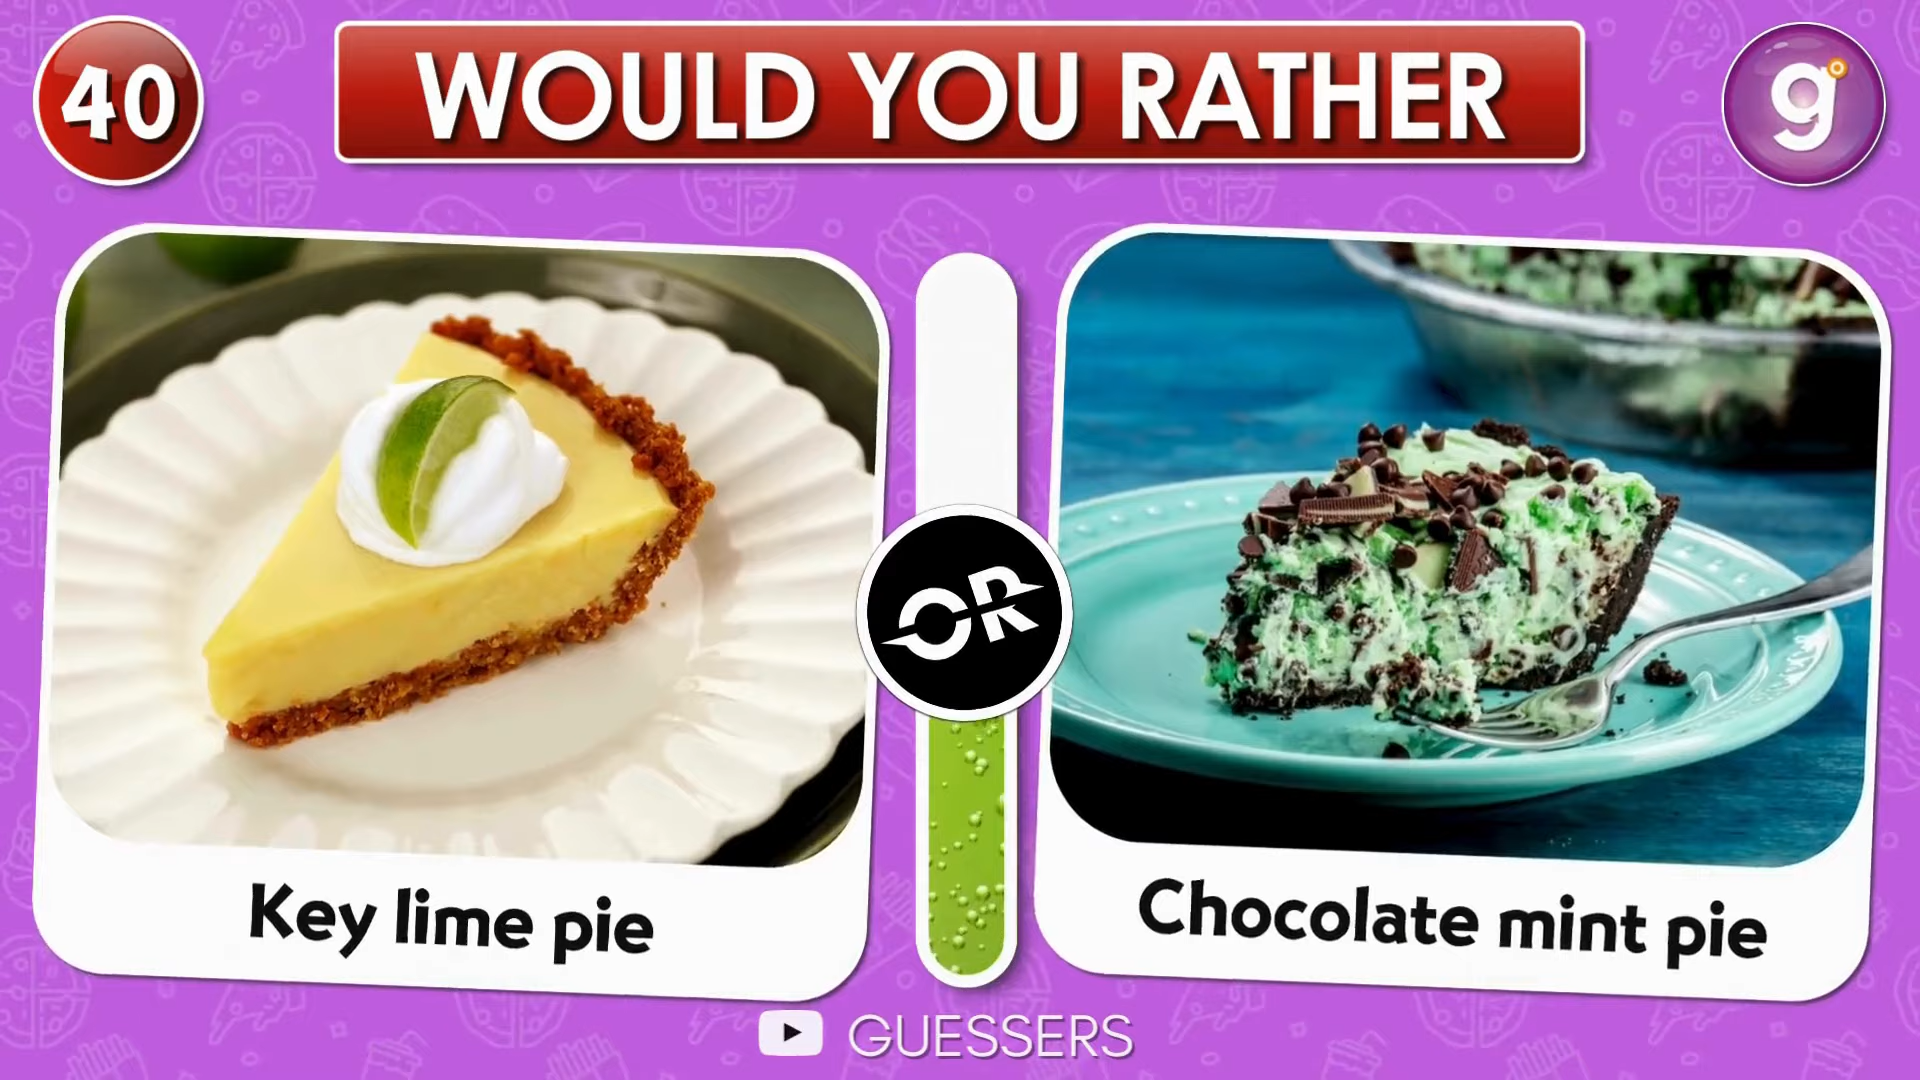 40
WOULD YOU RATHER
g
OR
Key lime pie
Chocolate mint pie
GUESSERS